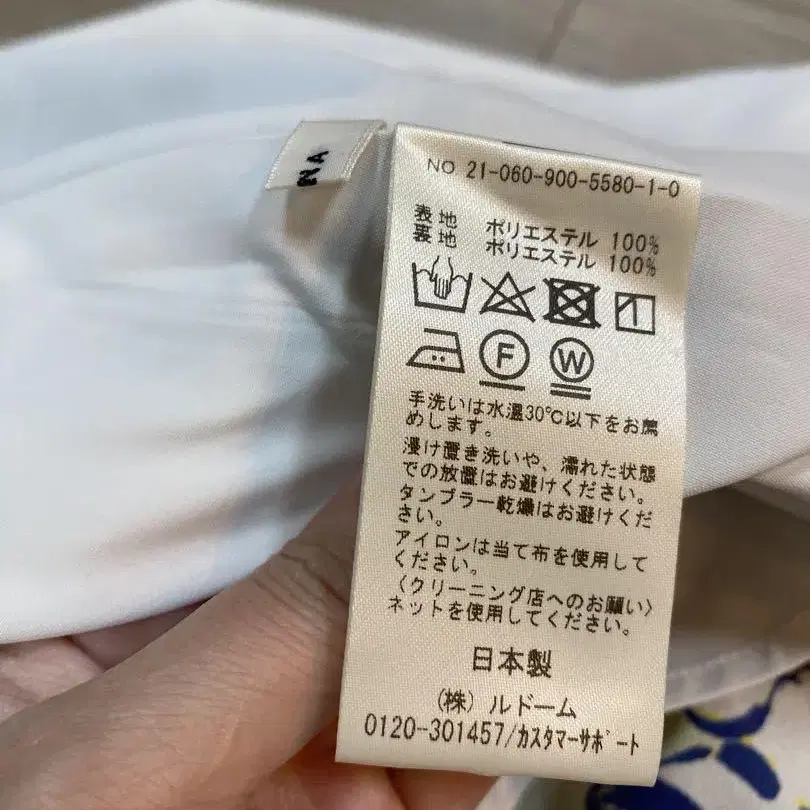 NA
NO 21-060-900-5580-1-0
表地 ポリエステル 100%
裏地 ポリエステル 100%
F W
手洗いは水温30℃以下をお薦
めします。
浸け置き洗いや、濡れた状態
での放置はお避けください。
タンブラー乾燥はお避けくだ
さい。
アイロンは当て布を使用して
ください。
〈クリーニング店へのお願い〉
ネットを使用してください。
日本製
(株) ルドーム
0120-301457/カスタマーサポート